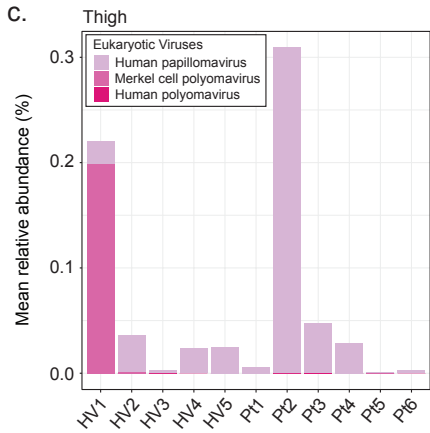 c.
Thigh
Eukaryotic Viruses
Human papillomavirus
Merkel cell polyomavirus
Human polyomavirus
Mean relative abundance (%)
0.3
0.2
0.1
0.0
HV1 HV2 HV3 HV4 HV5 Pt1 Pt2 Pt3 Pt4 Pt5 Pt6